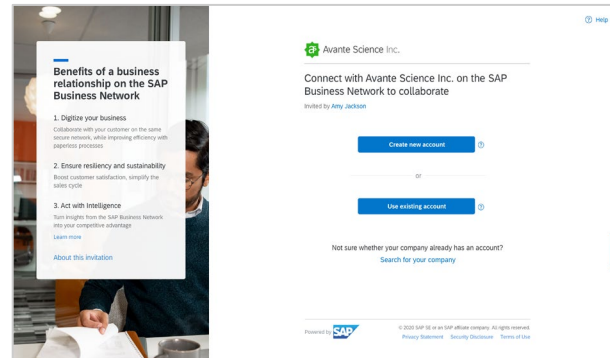 Help
Benefits of a business
relationship on the SAP
Business Network
1. Digitize your business
Collaborate with your customer on the same
secure network, while improving efficiency with
paperless processes
2. Ensure resiliency and sustainability
Boost customer satisfaction, simplify the
sales cycle
3. Act with Intelligence
Turn insights from the SAP Business Network
into your competitive advantage
Learn more
About this invitation
Avante Science Inc.
Connect with Avante Science Inc. on the SAP
Business Network to collaborate
Invited by Amy Jackson
Create new account
or
Use existing account
Not sure whether your company already has an account?
Search for your company
Powered by SAP
© 2020 SAP SE or an SAP affiliate company. All rights reserved.
Privacy Statement Security Disclosure Terms of Use